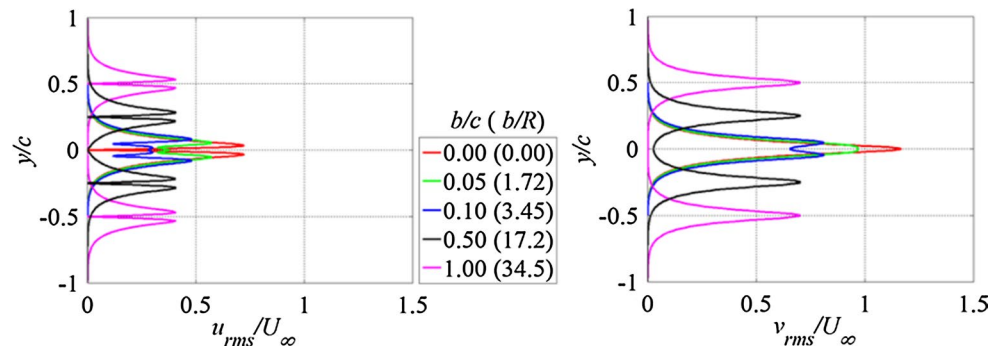 1
0.5
0
-0.5
-1
y/c
0 0.5 1 1.5
u_rms/U_∞
b/c ( b/R)
0.00 (0.00)
0.05 (1.72)
0.10 (3.45)
0.50 (17.2)
1.00 (34.5)
1
0.5
0
-0.5
-1
y/c
0 0.5 1 1.5
v_rms/U_∞